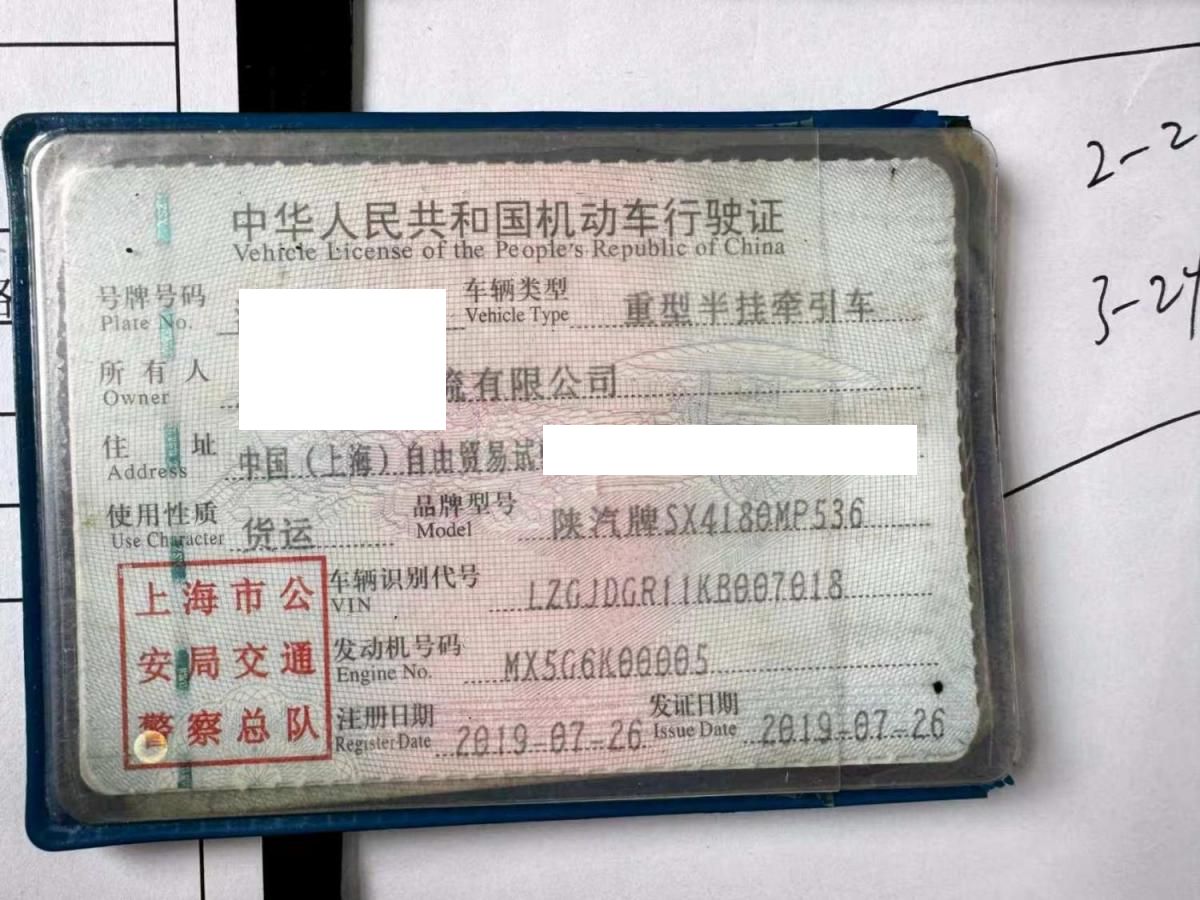 中华人民共和国机动车行驶证
Vehicle License of the People's Republic of China
号牌号码 车辆类型 重型半挂牵引车
Plate No. Vehicle Type
所有人 流有限公司
Owner
住址 中国（上海）自由贸易试
Address
使用性质 货运 品牌型号 陕汽牌SX4180MP536
Use Character Model
车辆识别代号 LZGJDGR11KB007018
VIN
发动机号码 MX5G6K00005
Engine No.
注册日期 2019-07-26 发证日期 2019-07-26
Register Date Issue Date
上海市公
安局交通
警察总队
2-2
3-24